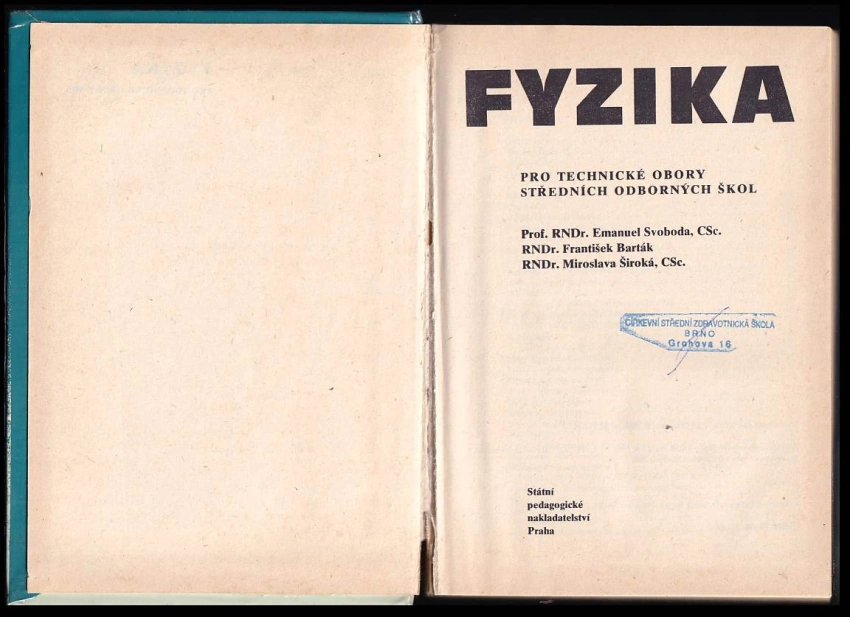 FYZIKA
PRO TECHNICKÉ OBORY
STŘEDNÍCH ODBORNÝCH ŠKOL
Prof. RNDr. Emanuel Svoboda, CSc.
RNDr. František Barták
RNDr. Miroslava Široká, CSc.
CÍRKEVNÍ STŘEDNÍ ZDRAVOTNICKÁ ŠKOLA
BRNO
Grohova 16
Státní
pedagogické
nakladatelství
Praha